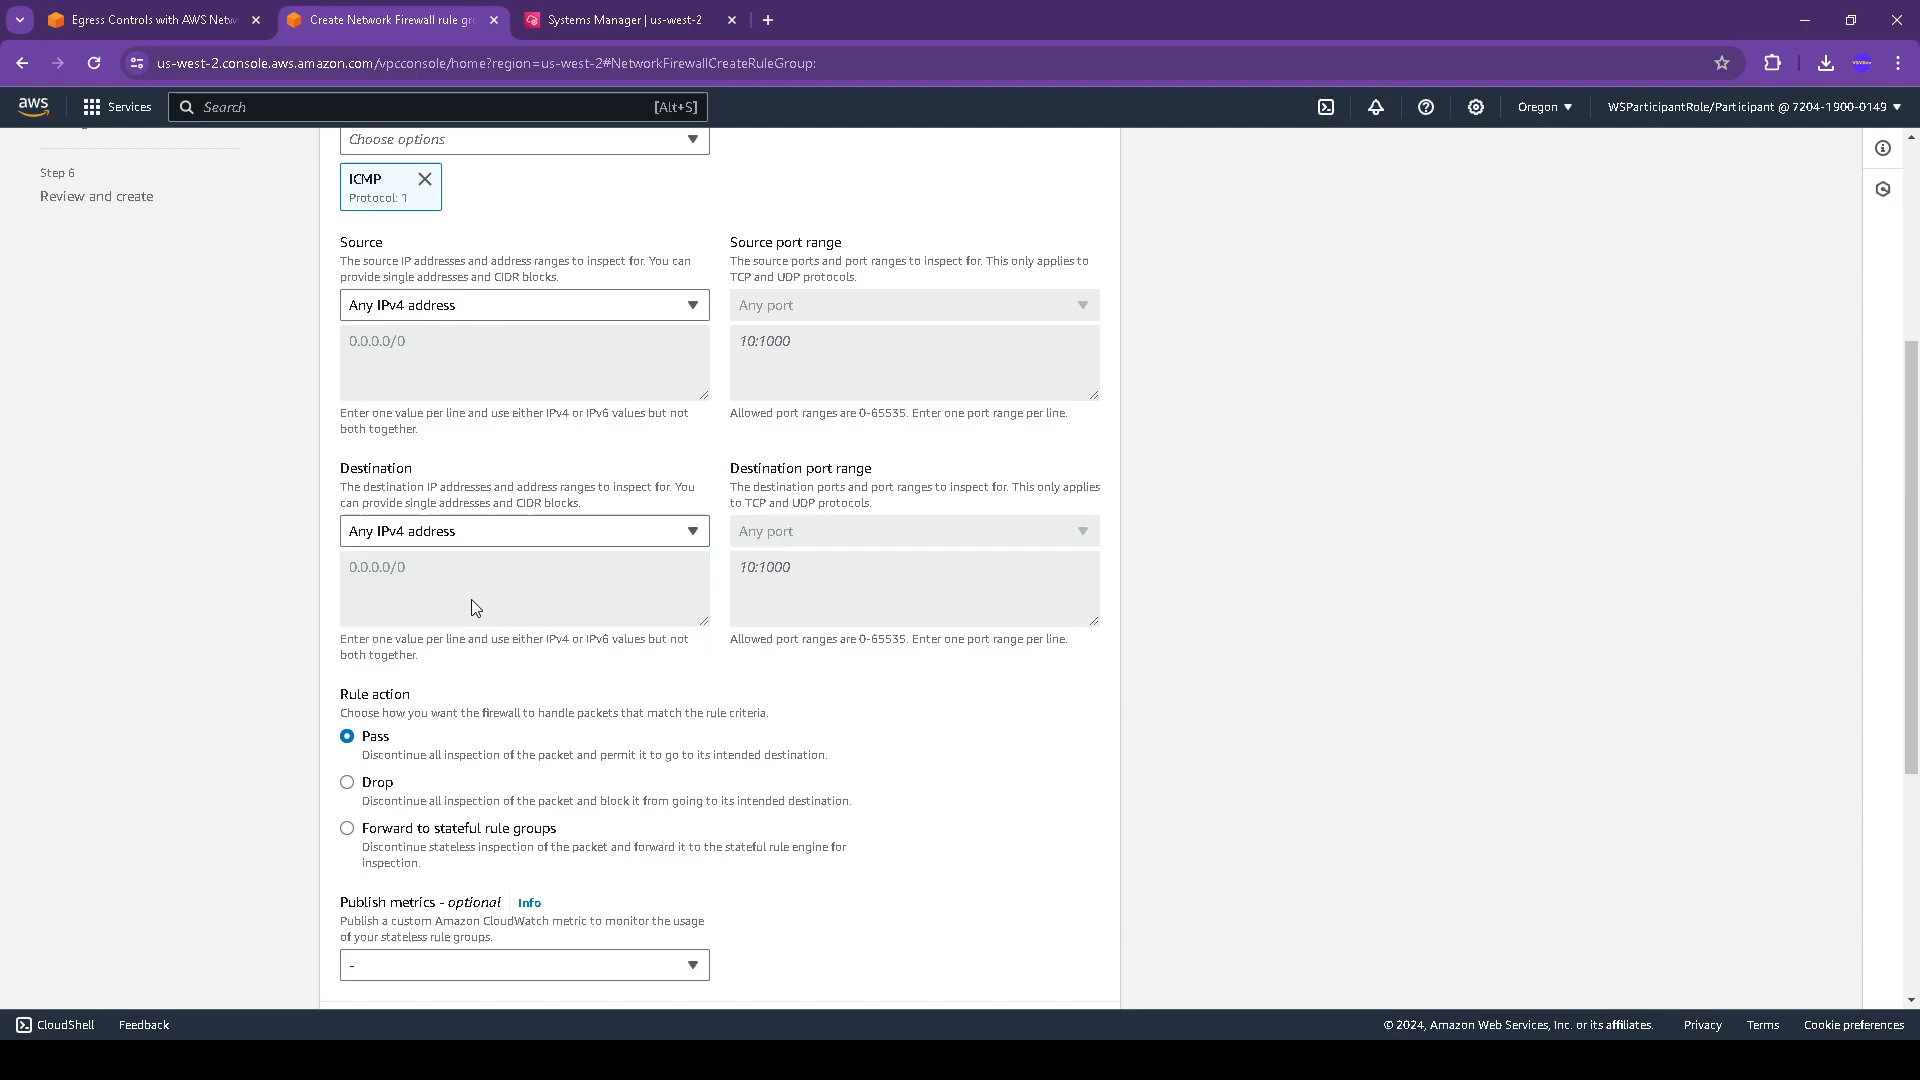 Egress Controls with AWS Netw
Create Network Firewall rule gro
Systems Manager | us-west-2
us-west-2.console.aws.amazon.com/vpcconsole/home?region=us-west-2#NetworkFirewallCreateRuleGroup:
aws
Services
Search
[Alt+S]
Oregon
WSParticipantRole/Participant @ 7204-1900-0149
Step 6
Review and create
Choose options
ICMP
Protocol: 1
Source
The source IP addresses and address ranges to inspect for. You can
provide single addresses and CIDR blocks.
Any IPv4 address
0.0.0.0/0
Enter one value per line and use either IPv4 or IPv6 values but not
both together.
Source port range
The source ports and port ranges to inspect for. This only applies to
TCP and UDP protocols.
Any port
10:1000
Allowed port ranges are 0-65535. Enter one port range per line.
Destination
The destination IP addresses and address ranges to inspect for. You
can provide single addresses and CIDR blocks.
Any IPv4 address
0.0.0.0/0
Enter one value per line and use either IPv4 or IPv6 values but not
both together.
Destination port range
The destination ports and port ranges to inspect for. This only applies
to TCP and UDP protocols.
Any port
10:1000
Allowed port ranges are 0-65535. Enter one port range per line.
Rule action
Choose how you want the firewall to handle packets that match the rule criteria.
Pass
Discontinue all inspection of the packet and permit it to go to its intended destination.
Drop
Discontinue all inspection of the packet and block it from going to its intended destination.
Forward to stateful rule groups
Discontinue stateless inspection of the packet and forward it to the stateful rule engine for
inspection.
Publish metrics - optional
Info
Publish a custom Amazon CloudWatch metric to monitor the usage
of your stateless rule groups.
-
CloudShell
Feedback
© 2024, Amazon Web Services, Inc. or its affiliates.
Privacy
Terms
Cookie preferences